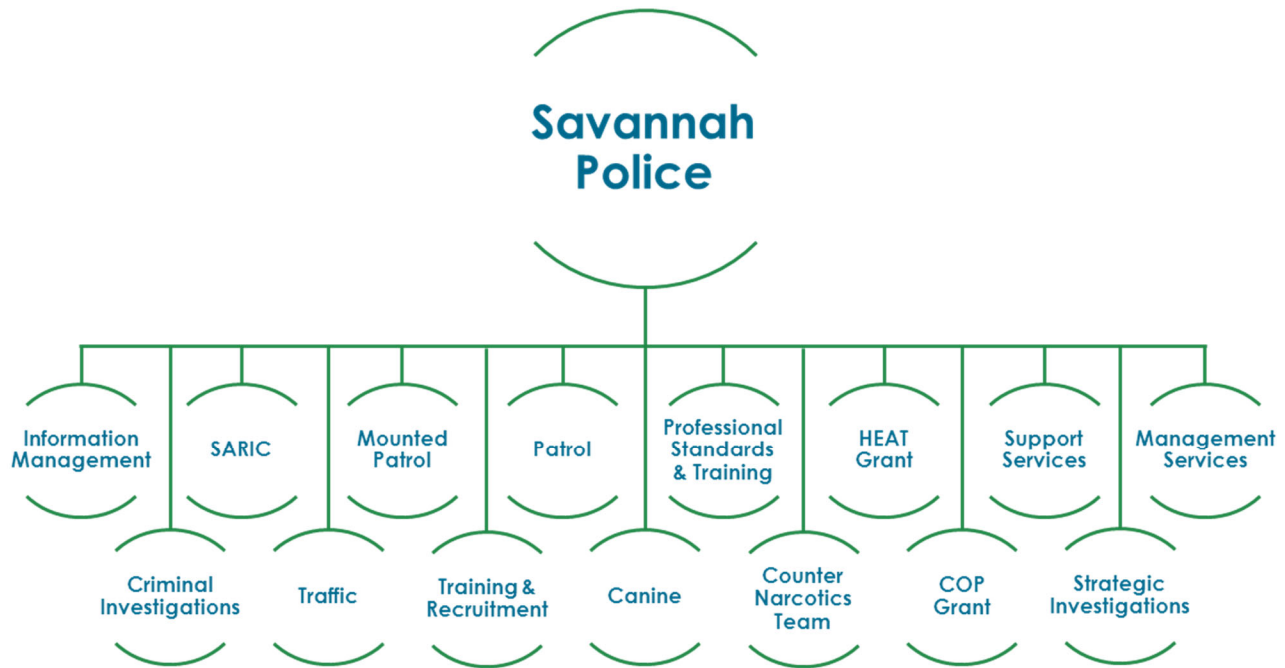 Savannah
Police
Information
Management
SARIC
Mounted
Patrol
Patrol
Professional
Standards
& Training
HEAT
Grant
Support
Services
Management
Services
Criminal
Investigations
Traffic
Training &
Recruitment
Canine
Counter
Narcotics
Team
COP
Grant
Strategic
Investigations